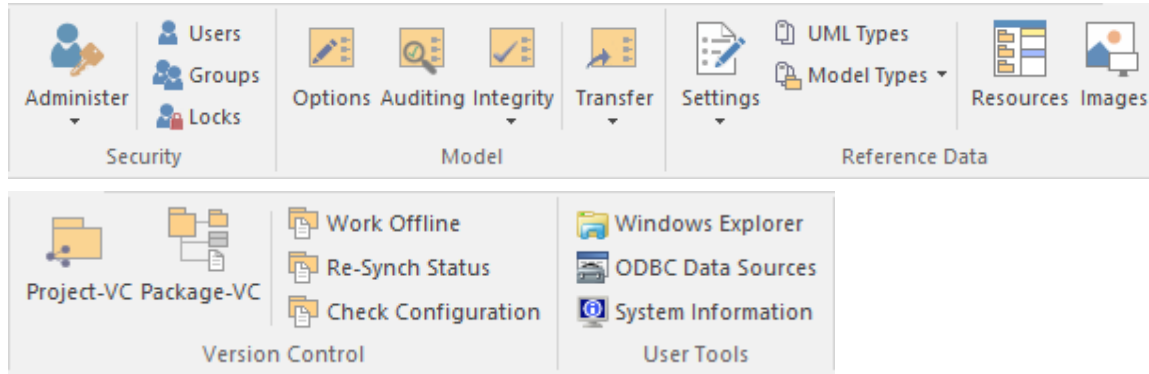 Administer
Users
Groups
Locks
Security
Options Auditing Integrity Transfer
Model
Settings
UML Types
Model Types
Resources Images
Reference Data
Project-VC Package-VC
Work Offline
Re-Synch Status
Check Configuration
Version Control
Windows Explorer
ODBC Data Sources
System Information
User Tools